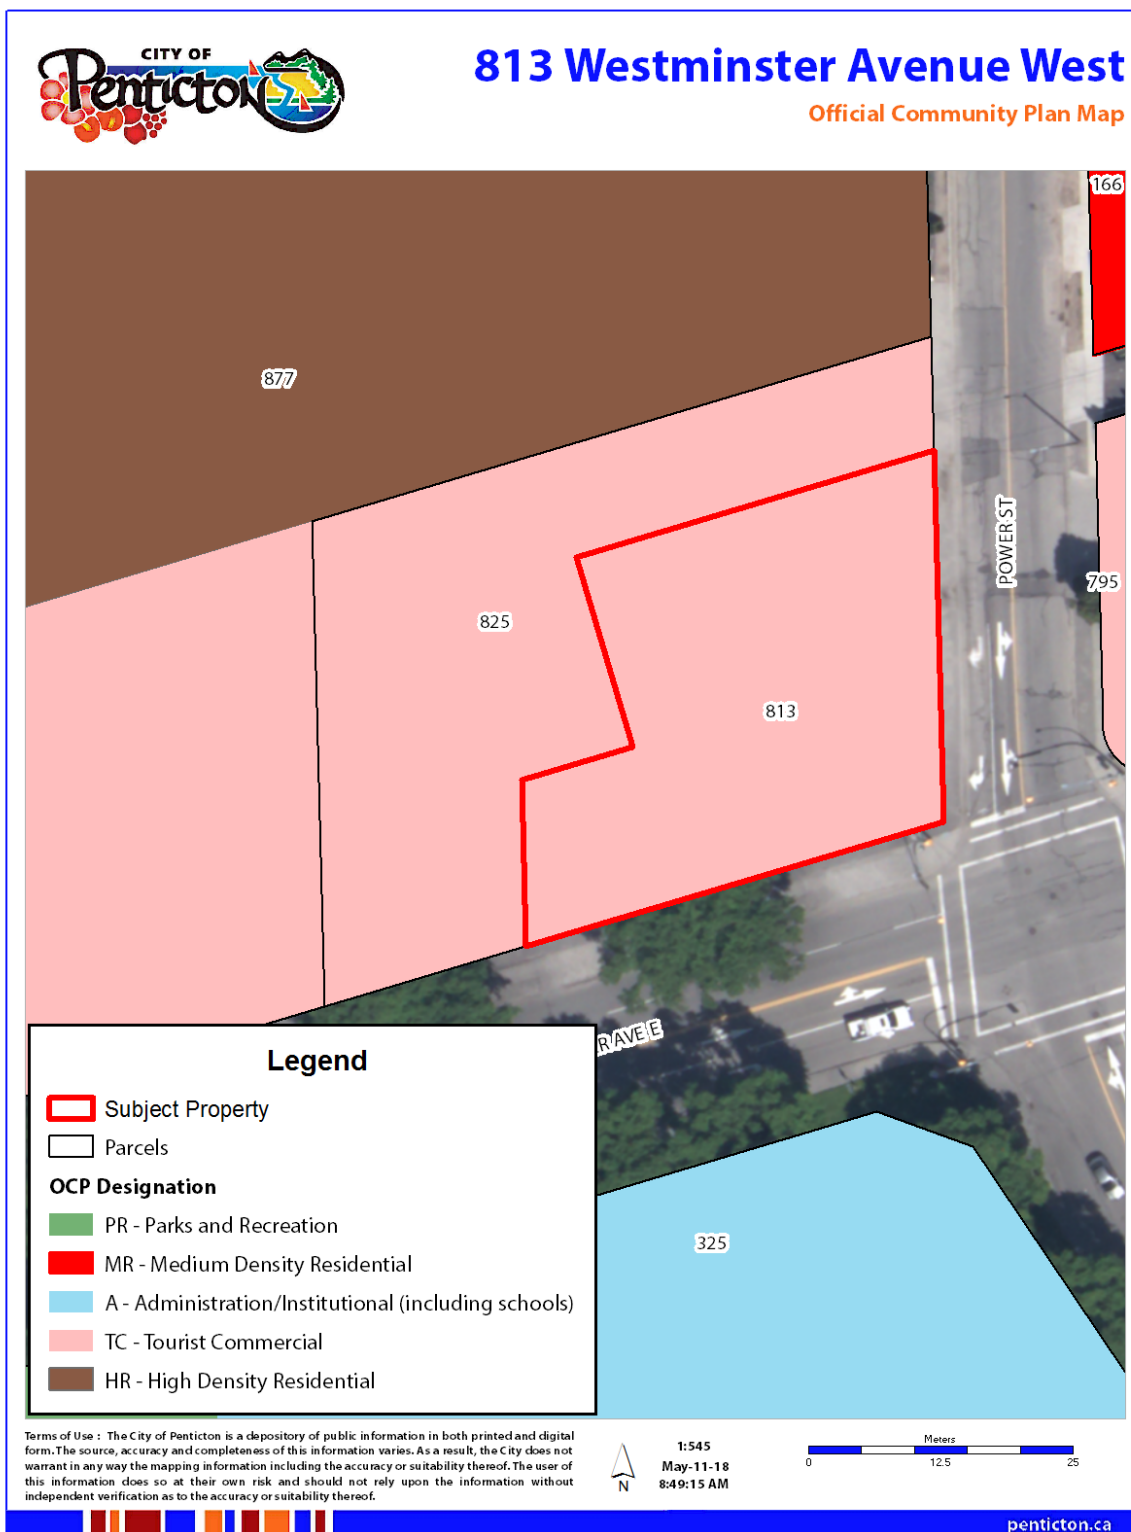 CITY OF
Penticton
813 Westminster Avenue West
Official Community Plan Map
166
877
POWER ST
795
825
813
R AVE E
325
Legend
Subject Property
Parcels
OCP Designation
PR - Parks and Recreation
MR - Medium Density Residential
A - Administration/Institutional (including schools)
TC - Tourist Commercial
HR - High Density Residential
Terms of Use : The City of Penticton is a depository of public information in both printed and digital
form. The source, accuracy and completeness of this information varies. As a result, the City does not
warrant in any way the mapping information including the accuracy or suitability thereof. The user of
this information does so at their own risk and should not rely upon the information without
independent verification as to the accuracy or suitability thereof.
N
1:545
May-11-18
8:49:15 AM
Meters
0 12.5 25
penticton.ca